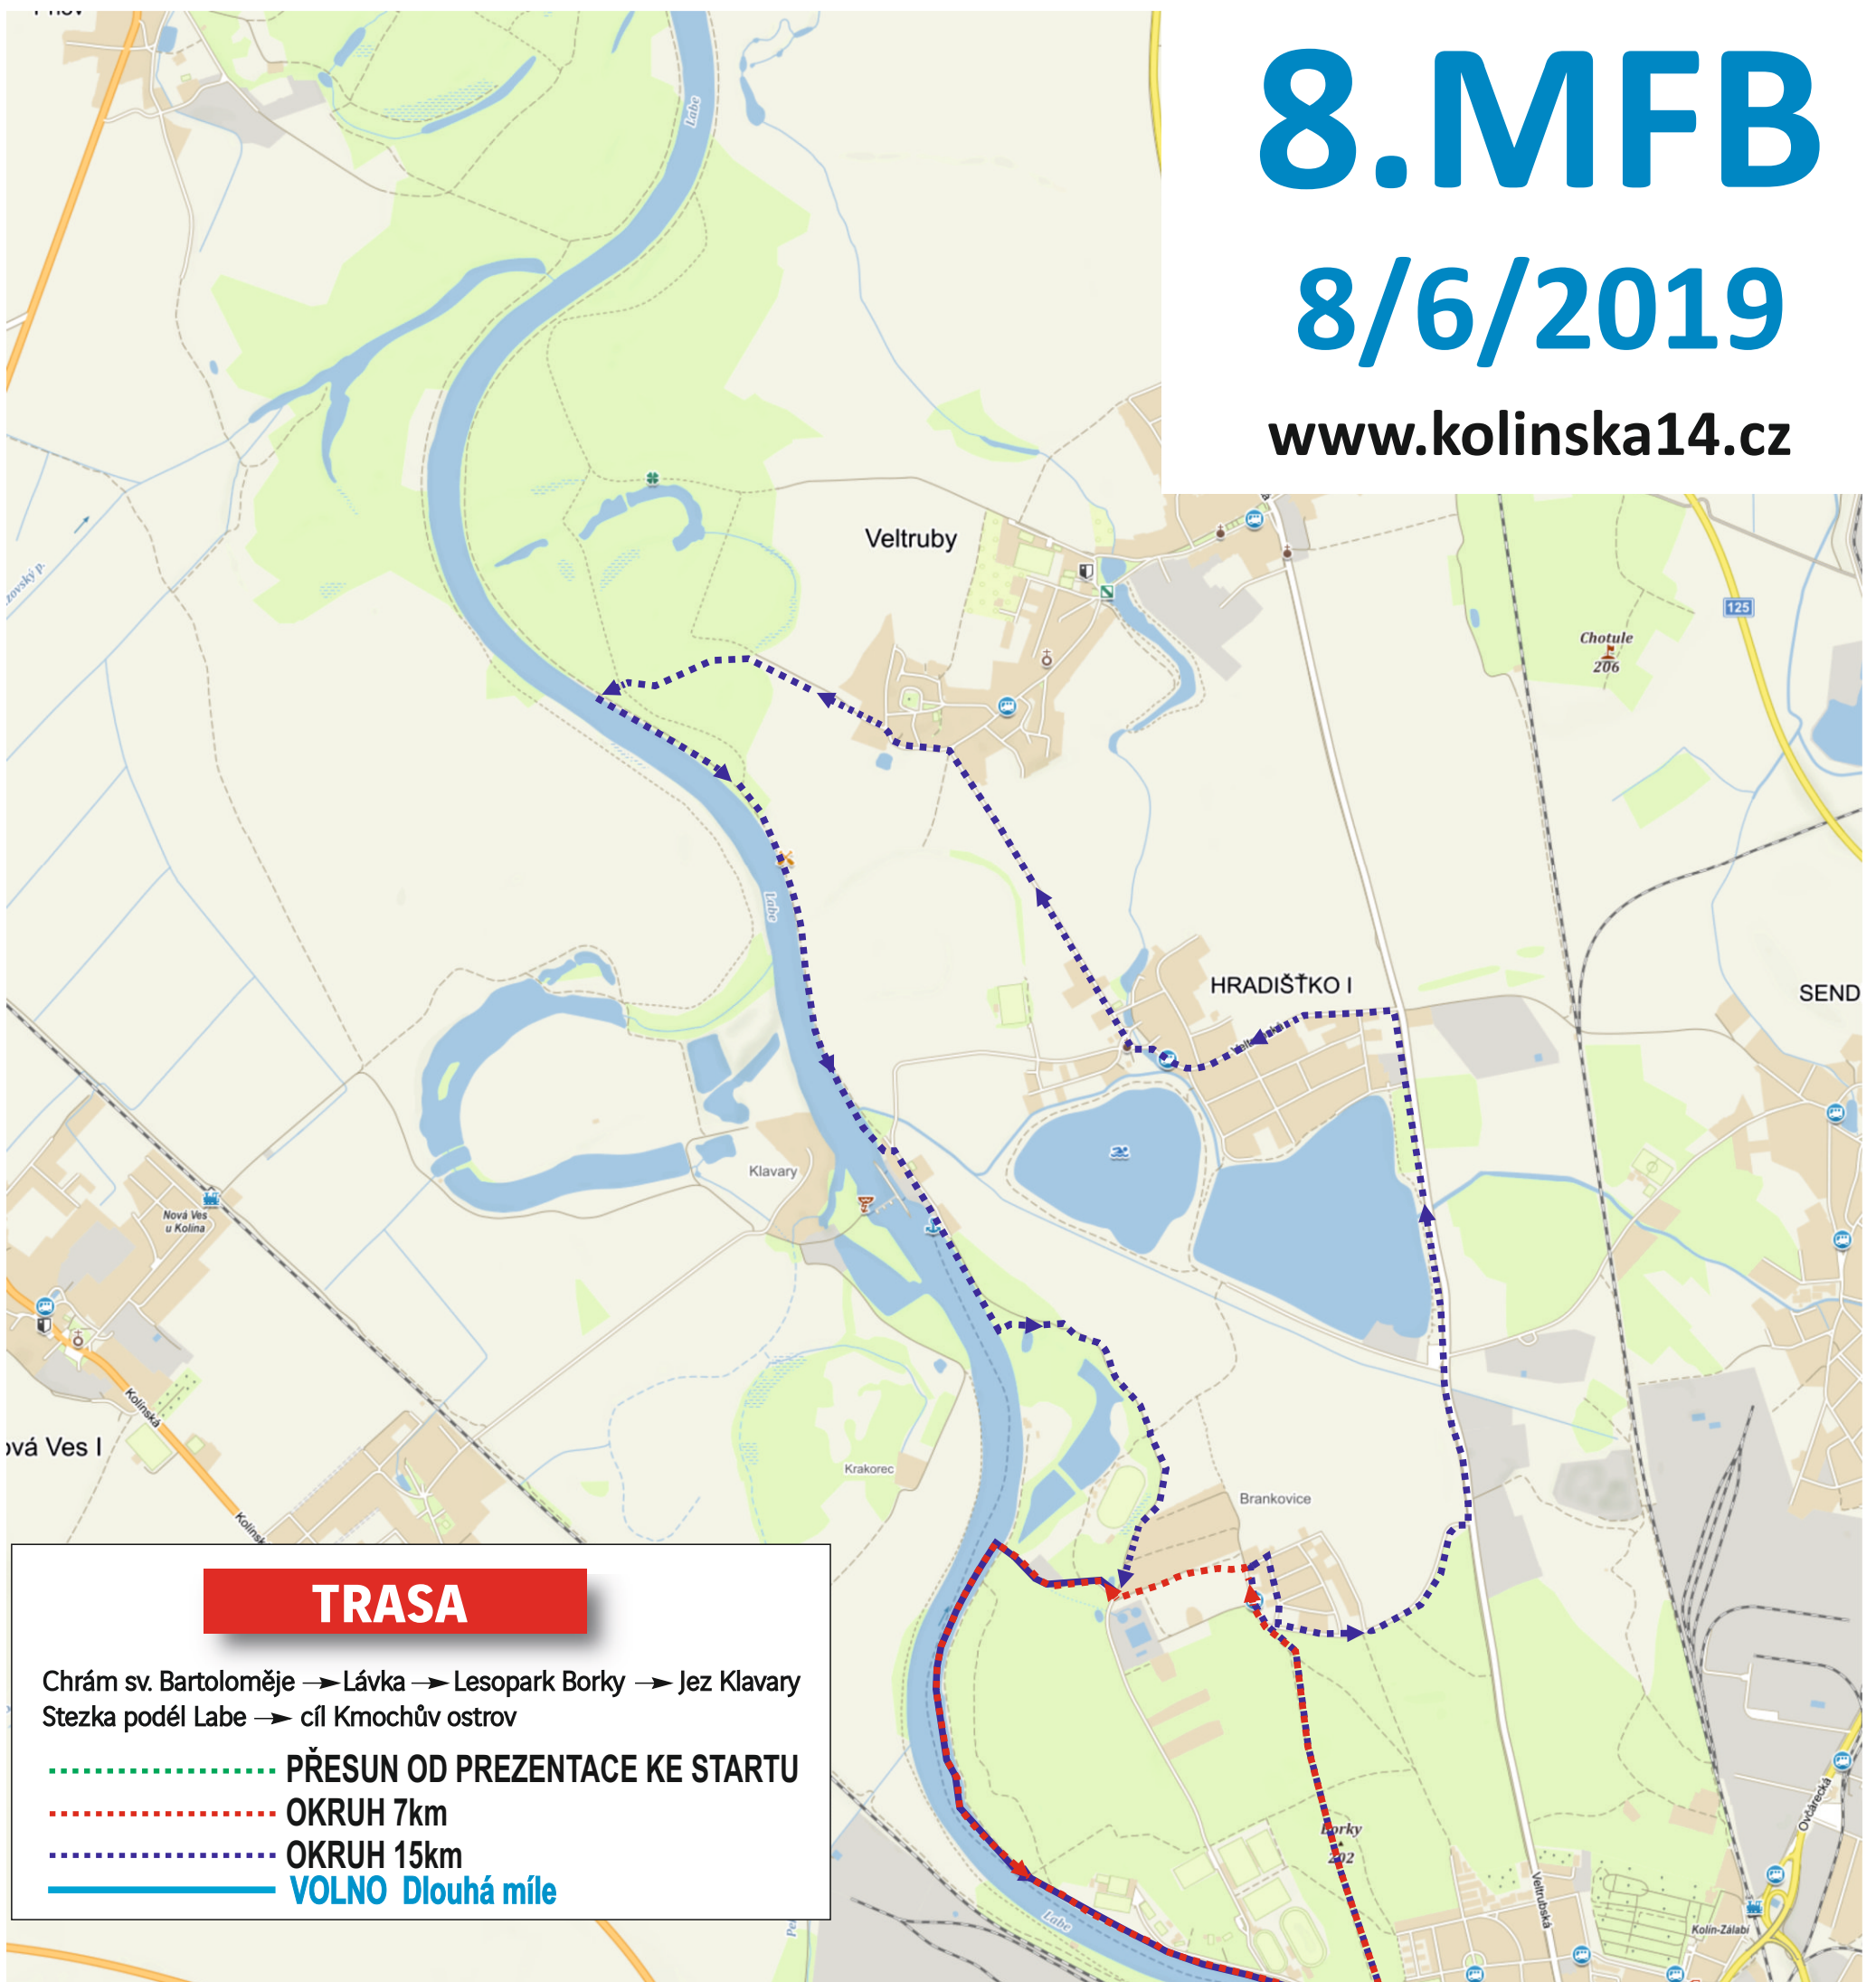 8.MFB
8/6/2019
www.kolinska14.cz
Labe
Veltruby
125
Chotule
206
Labe
HRADIŠŤKO I
SEND
Klavary
Nová Ves
u Kolína
Kolínská
ová Ves I
Krakorec
Brankovice
Kolínsk
TRASA
Chrám sv. Bartoloměje → Lávka → Lesopark Borky → Jez Klavary
Stezka podél Labe → cíl Kmochův ostrov
PŘESUN OD PREZENTACE KE STARTU
OKRUH 7km
OKRUH 15km
VOLNO Dlouhá míle
Borky
202
Ovčárecká
Veltrubská
Labe
Kolín-Zálabí